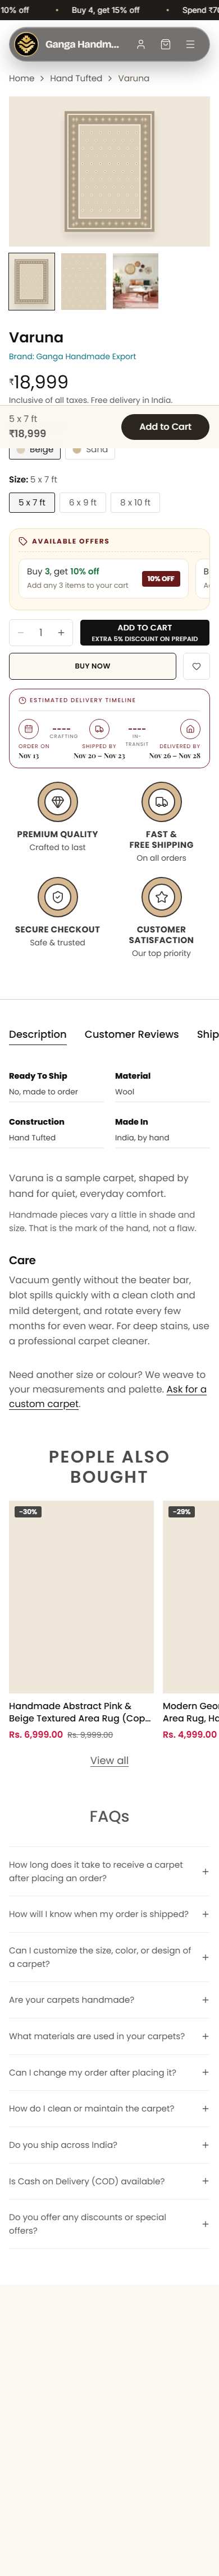 10% off • Buy 4, get 15% off • Spend ₹7
Ganga Handm...
Home > Hand Tufted > Varuna
Varuna
Brand: Ganga Handmade Export
₹18,999
Inclusive of all taxes. Free delivery in India.
5 x 7 ft
₹18,999
Add to Cart
Beige
Sand
Size: 5 x 7 ft
5 x 7 ft
6 x 9 ft
8 x 10 ft
AVAILABLE OFFERS
Buy 3, get 10% off
Add any 3 items to your cart
10% OFF
1
ADD TO CART
EXTRA 5% DISCOUNT ON PREPAID
BUY NOW
ESTIMATED DELIVERY TIMELINE
CRAFTING
IN-TRANSIT
ORDER ON
SHIPPED BY
DELIVERED BY
Nov 13
Nov 20 – Nov 23
Nov 26 – Nov 28
PREMIUM QUALITY
Crafted to last
FAST &
FREE SHIPPING
On all orders
SECURE CHECKOUT
Safe & trusted
CUSTOMER
SATISFACTION
Our top priority
Description
Customer Reviews
Ship
Ready To Ship
No, made to order
Material
Wool
Construction
Hand Tufted
Made In
India, by hand
Varuna is a sample carpet, shaped by
hand for quiet, everyday comfort.
Handmade pieces vary a little in shade and
size. That is the mark of the hand, not a flaw.
Care
Vacuum gently without the beater bar,
blot spills quickly with a clean cloth and
mild detergent, and rotate every few
months for even wear. For deep stains, use
a professional carpet cleaner.
Need another size or colour? We weave to
your measurements and palette. Ask for a
custom carpet.
PEOPLE ALSO
BOUGHT
-30%
Handmade Abstract Pink &
Beige Textured Area Rug (Cop...
Rs. 6,999.00 Rs. 9,999.00
-29%
Modern Geo
Area Rug, Ha
Rs. 4,999.00
View all
FAQs
How long does it take to receive a carpet
after placing an order?
How will I know when my order is shipped?
Can I customize the size, color, or design of
a carpet?
Are your carpets handmade?
What materials are used in your carpets?
Can I change my order after placing it?
How do I clean or maintain the carpet?
Do you ship across India?
Is Cash on Delivery (COD) available?
Do you offer any discounts or special
offers?